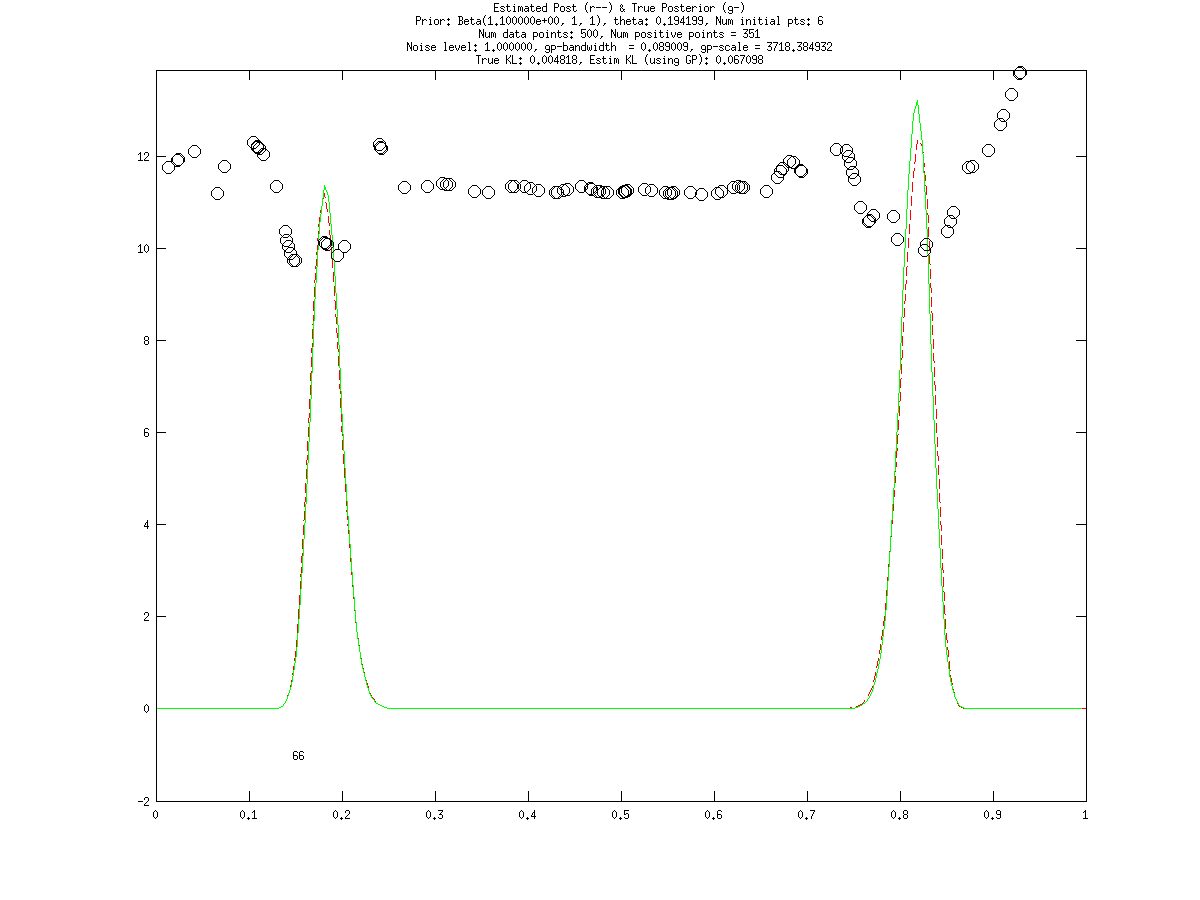 Estimated Post (r--) & True Posterior (g-)
Prior: Beta(1.100000e+00, 1, 1), theta: 0.194199, Num initial pts: 6
Num data points: 500, Num positive points = 351
Noise level: 1.000000, gp-bandwidth  = 0.089009, gp-scale = 3718.384932
True KL: 0.004818, Estim KL (using GP): 0.067098
12
10
8
6
4
2
0
66
-2
0 0.1 0.2 0.3 0.4 0.5 0.6 0.7 0.8 0.9 1